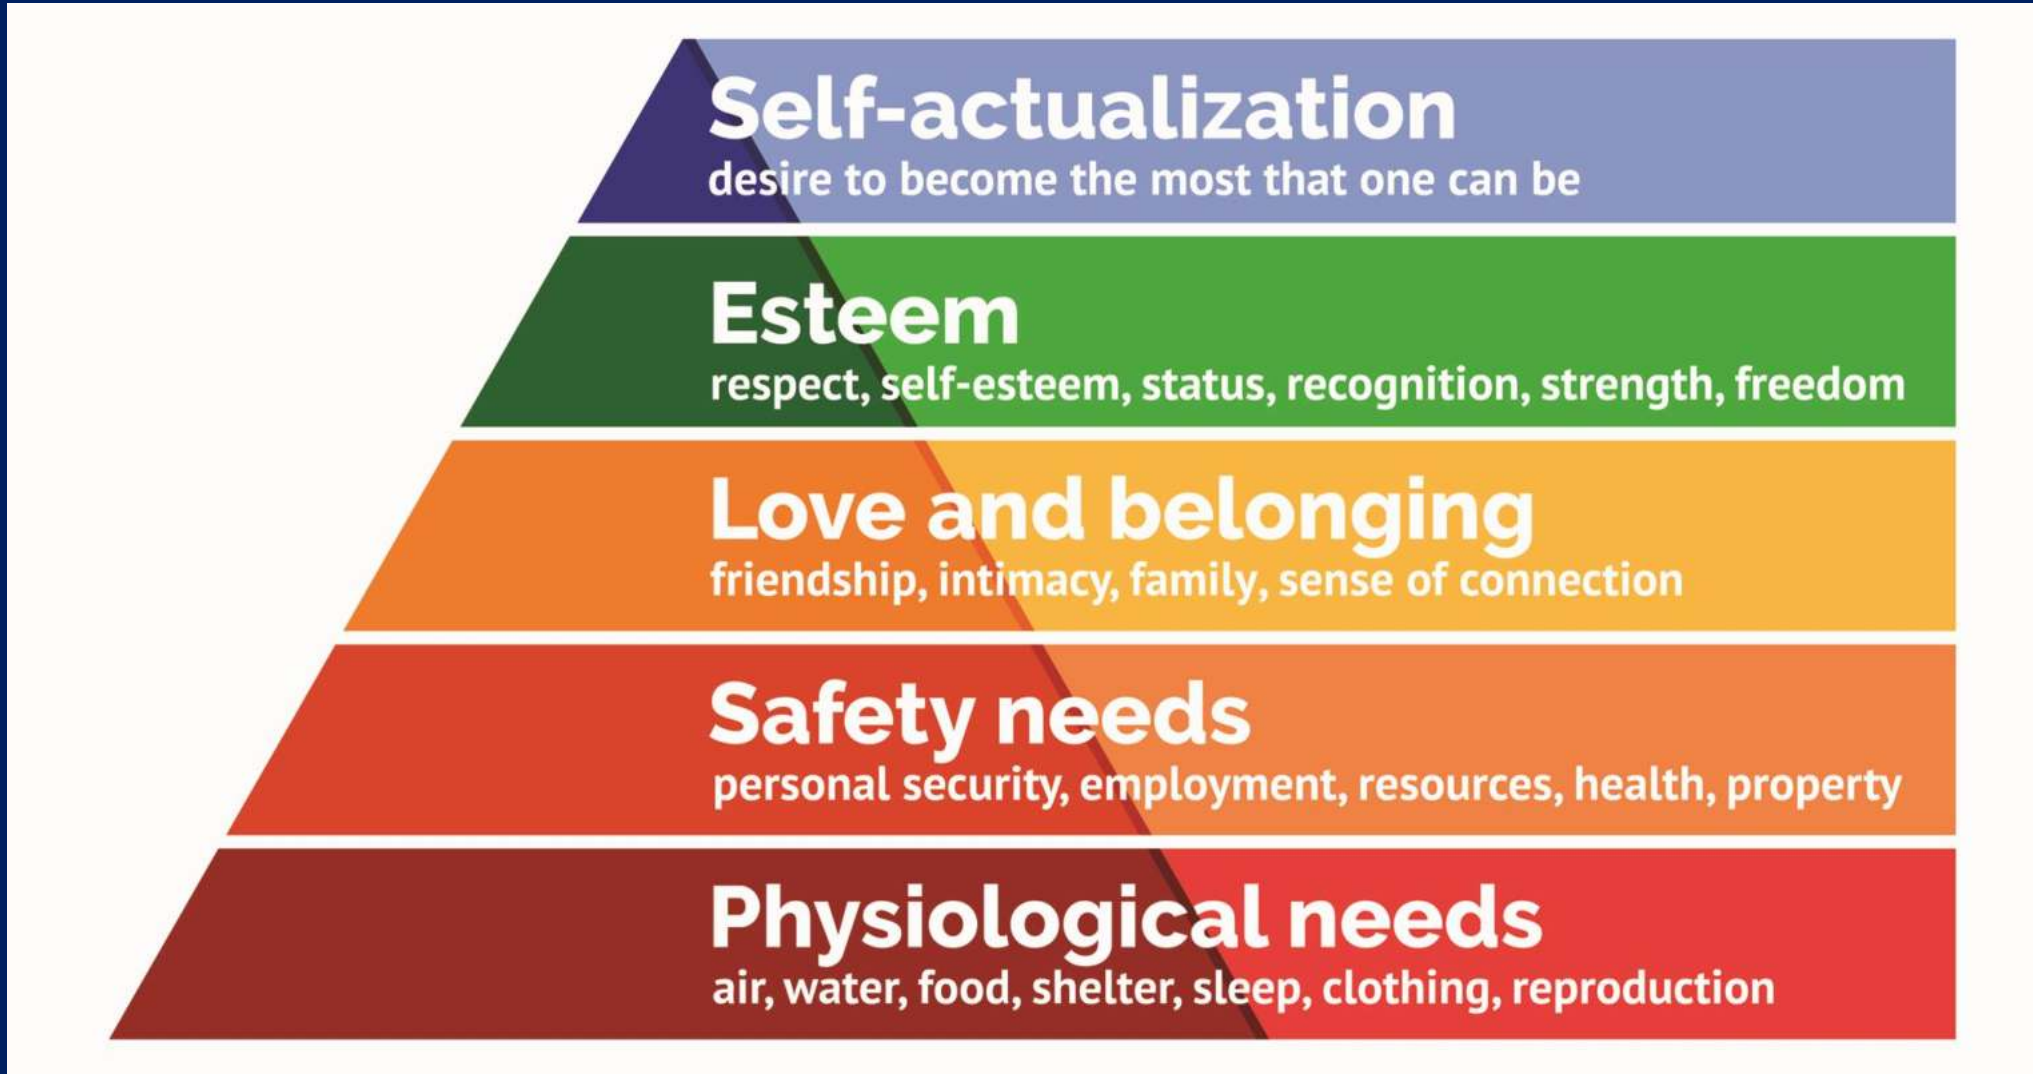 Self-actualization
desire to become the most that one can be
Esteem
respect, self-esteem, status, recognition, strength, freedom
Love and belonging
friendship, intimacy, family, sense of connection
Safety needs
personal security, employment, resources, health, property
Physiological needs
air, water, food, shelter, sleep, clothing, reproduction